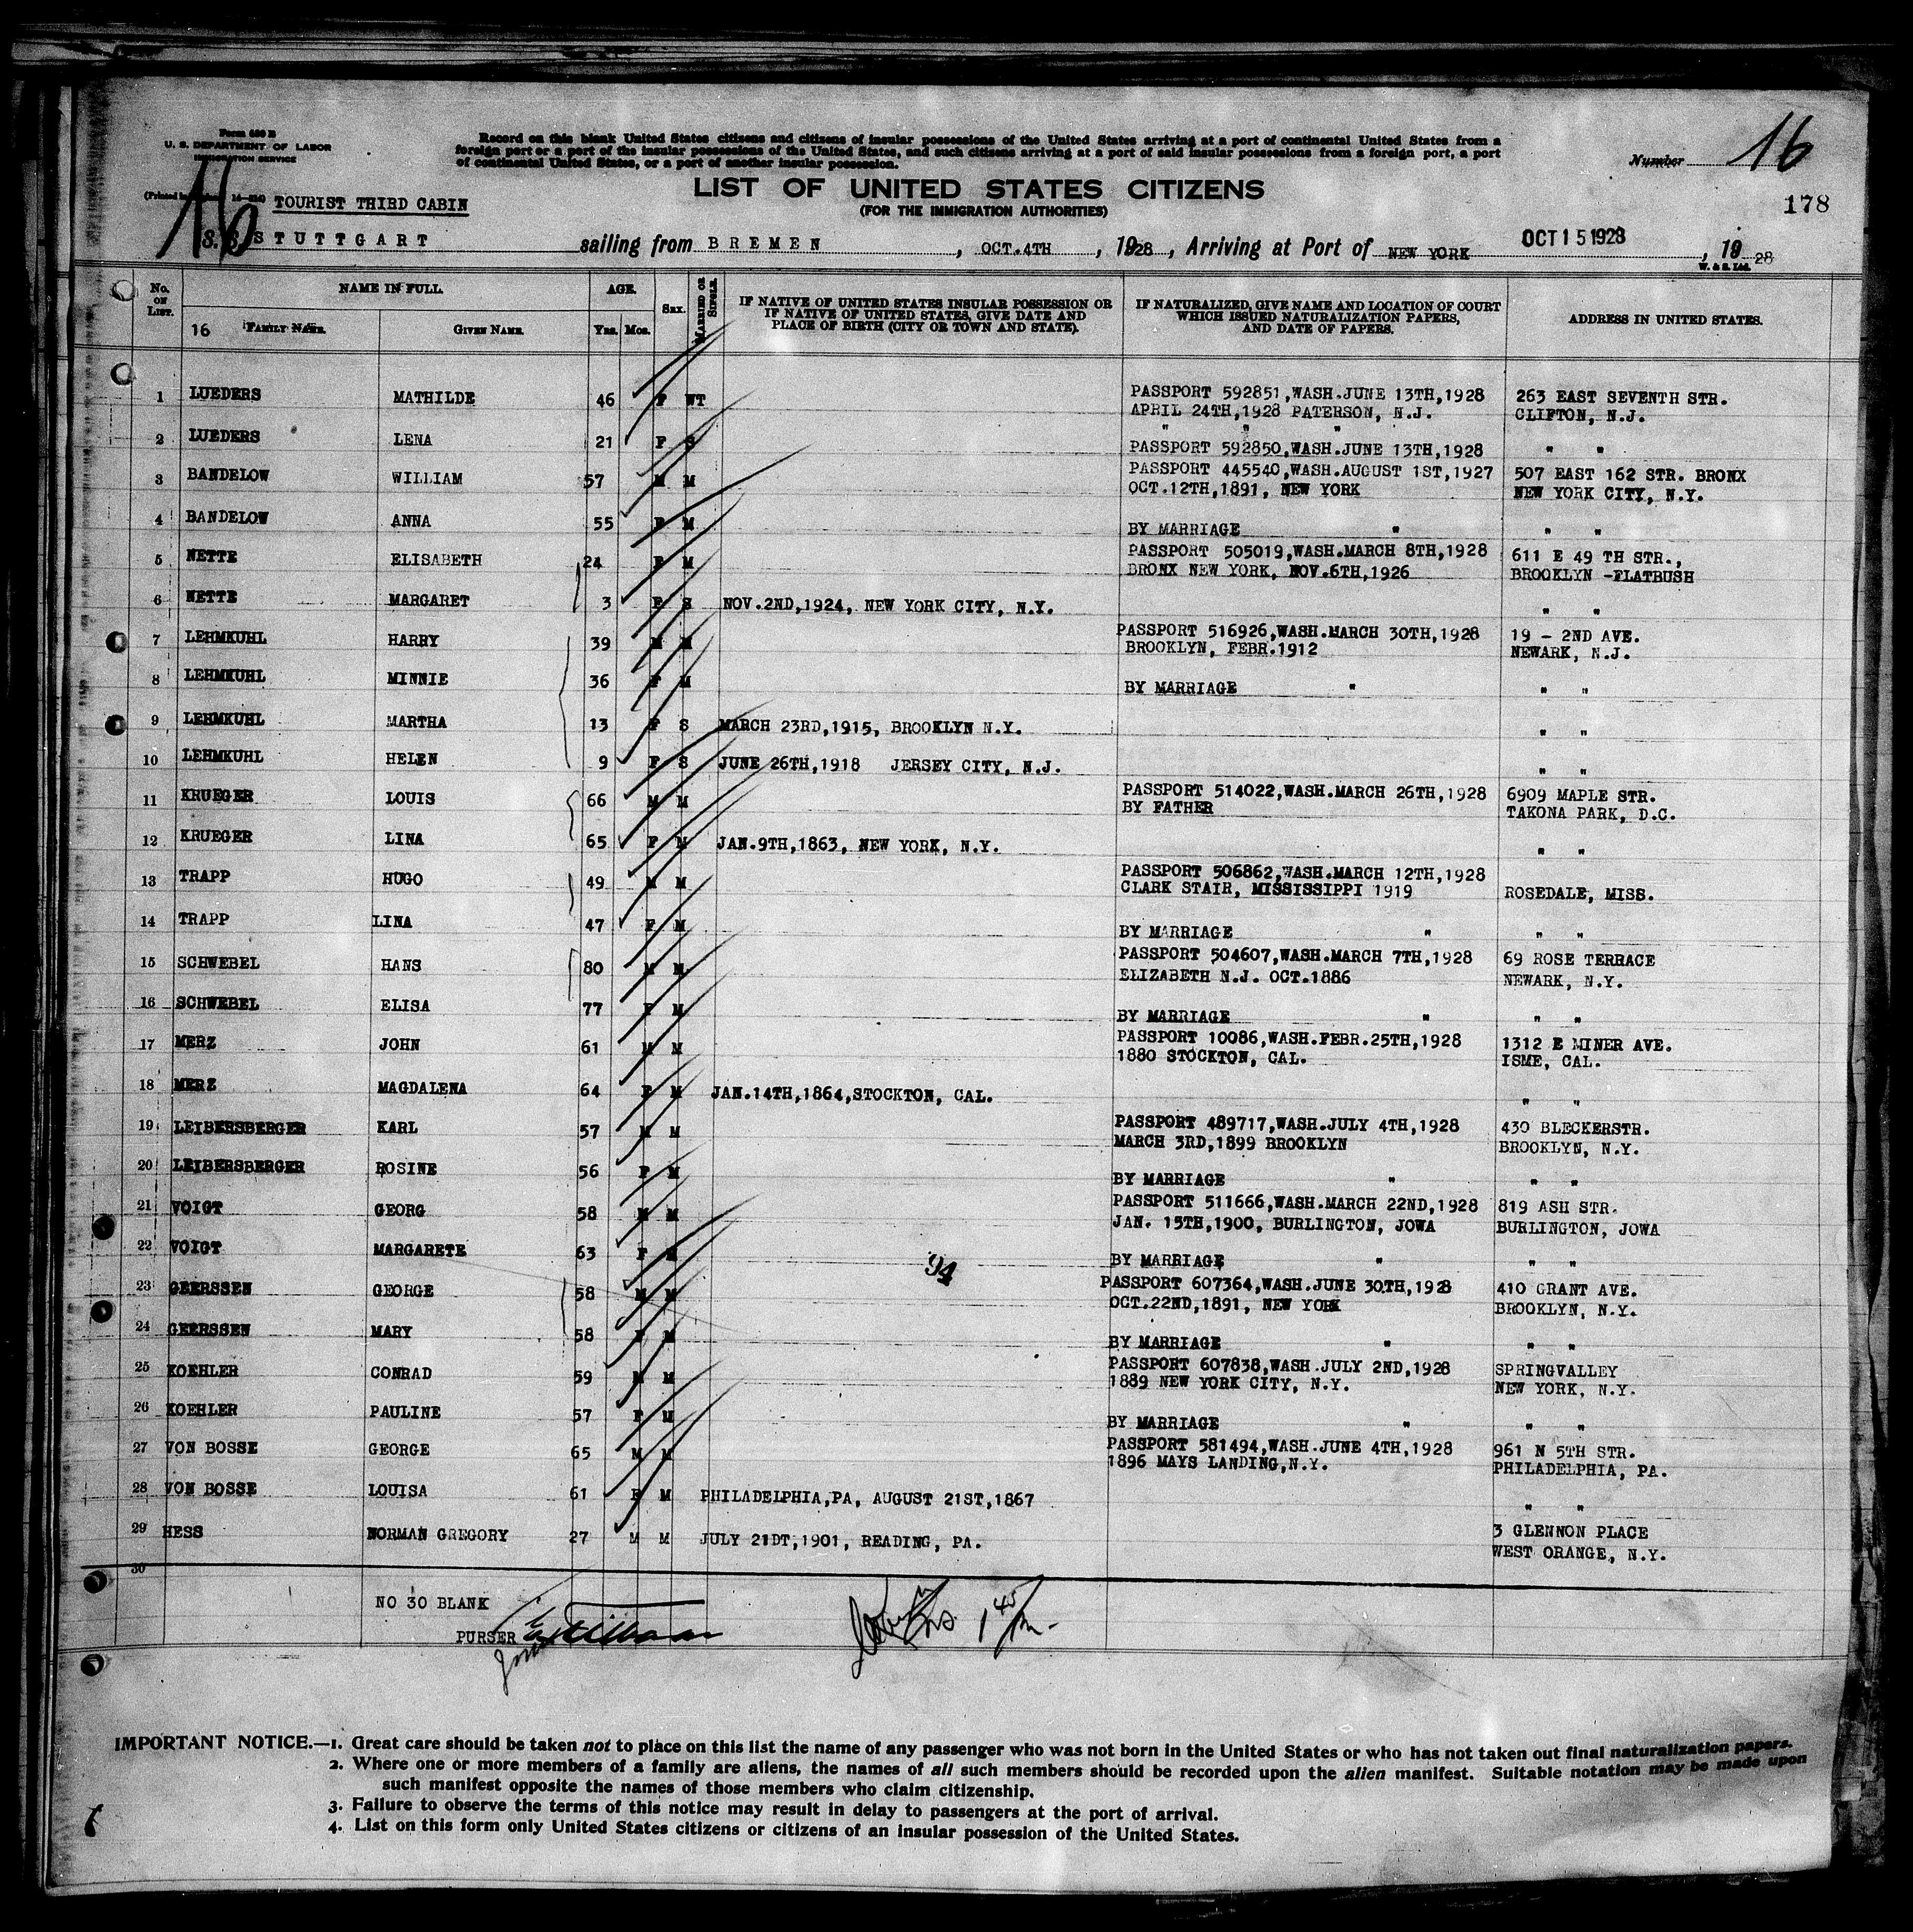 Form 630 B
U. S. DEPARTMENT OF LABOR
IMMIGRATION SERVICE
Record on this blank United States citizens and citizens of insular possessions of the United States arriving at a port of continental United States from a
foreign port or a port of the insular possessions of the United States, and such citizens arriving at a port of said insular possessions from a foreign port, a port
of continental United States, or a port of another insular possession.
Number 16
LIST OF UNITED STATES CITIZENS
(FOR THE IMMIGRATION AUTHORITIES)
178
16
TOURIST THIRD CABIN
S. S. STUTTGART sailing from BREMEN, OCT.4TH, 1928, Arriving at Port of NEW YORK OCT 15 1928, 1928
W. & S. Ltd.
No. ON LIST. NAME IN FULL. AGE. SEX. MARRIED OR SINGLE. IF NATIVE OF UNITED STATES INSULAR POSSESSION OR IF NATIVE OF UNITED STATES, GIVE DATE AND PLACE OF BIRTH (CITY OR TOWN AND STATE). IF NATURALIZED, GIVE NAME AND LOCATION OF COURT WHICH ISSUED NATURALIZATION PAPERS, AND DATE OF PAPERS. ADDRESS IN UNITED STATES.
16 FAMILY NAME. GIVEN NAME. Yrs. Mos.
1 LUEDERS MATHILDE 46 F WT PASSPORT 592851,WASH.JUNE 13TH,1928 263 EAST SEVENTH STR.
APRIL 24TH,1928 PATERSON, N.J. CLIFTON, N.J.
" " "
2 LUEDERS LENA 21 F S PASSPORT 592850,WASH.JUNE 13TH,1928 " "
3 BANDELOW WILLIAM 57 M M PASSPORT 445540,WASH.AUGUST 1ST,1927 507 EAST 162 STR. BRONX
OCT.12TH,1891, NEW YORK NEW YORK CITY, N.Y.
4 BANDELOW ANNA 55 F M BY MARRIAGE " " "
5 NETTE ELISABETH 24 F M PASSPORT 505019,WASH.MARCH 8TH,1928 611 E 49 TH STR.,
BRONX NEW YORK, NOV.6TH,1926 BROOKLYN -FLATBUSH
6 NETTE MARGARET 3 F S NOV.2ND,1924, NEW YORK CITY, N.Y. " "
7 LEHMKUHL HARRY 39 M M PASSPORT 516926,WASH.MARCH 30TH,1928 19 - 2ND AVE.
BROOKLYN, FEBR.1912 NEWARK, N.J.
8 LEHMKUHL MINNIE 36 F M BY MARRIAGE " " "
9 LEHMKUHL MARTHA 13 F S MARCH 23RD,1915, BROOKLYN N.Y. " "
10 LEHMKUHL HELEN 9 F S JUNE 26TH,1918 JERSEY CITY, N.J. " "
11 KRUEGER LOUIS 66 M M PASSPORT 514022,WASH.MARCH 26TH,1928 6909 MAPLE STR.
BY FATHER TAKONA PARK, D.C.
12 KRUEGER LINA 65 F M JAN.9TH,1863, NEW YORK, N.Y. " "
13 TRAPP HUGO 49 M M PASSPORT 506862,WASH.MARCH 12TH,1928
CLARK STAIR, MISSISSIPPI 1919 ROSEDALE, MISS.
14 TRAPP LINA 47 F M BY MARRIAGE " " "
15 SCHWEBEL HANS 80 M M PASSPORT 504607,WASH.MARCH 7TH,1928 69 ROSE TERRACE
ELIZABETH N.J. OCT.1886 NEWARK, N.Y.
16 SCHWEBEL ELISA 77 F M BY MARRIAGE " " "
17 MERZ JOHN 61 M M PASSPORT 10086,WASH.FEBR.25TH,1928 1312 E MINER AVE.
1880 STOCKTON, CAL. ISME, CAL.
18 MERZ MAGDALENA 64 F M JAN.14TH,1864,STOCKTON, CAL. " "
19 LEIBERSBERGER KARL 57 M M PASSPORT 489717,WASH.JULY 4TH,1928 430 BLECKERSTR.
MARCH 3RD,1899 BROOKLYN BROOKLYN, N.Y.
20 LEIBERSBERGER ROSINE 56 F M BY MARRIAGE " " "
21 VOIGT GEORG 58 M M PASSPORT 511666,WASH.MARCH 22ND,1928 819 ASH STR.
JAN. 15TH,1900, BURLINGTON, JOWA BURLINGTON, JOWA
22 VOIGT MARGARETE 63 F M BY MARRIAGE " " "
94
23 GEERSSEN GEORGE 58 M M PASSPORT 607364,WASH.JUNE 30TH,1928 410 GRANT AVE.
OCT.22ND,1891, NEW YORK BROOKLYN, N.Y.
24 GEERSSEN MARY 58 F M BY MARRIAGE " " "
25 KOEHLER CONRAD 59 M M PASSPORT 607838,WASH.JULY 2ND,1928 SPRINGVALLEY
1889 NEW YORK CITY, N.Y. NEW YORK, N.Y.
26 KOEHLER PAULINE 57 F M BY MARRIAGE " " "
27 VON BOSSE GEORGE 65 M M PASSPORT 581494,WASH.JUNE 4TH,1928 961 N 5TH STR.
1896 MAYS LANDING,N.Y. PHILADELPHIA, PA.
28 VON BOSSE LOUISA 61 F M PHILADELPHIA,PA, AUGUST 21ST,1867 " "
29 HESS NORMAN GREGORY 27 M M JULY 21DT,1901, READING, PA. 3 GLENNON PLACE
WEST ORANGE, N.Y.
30
NO 30 BLANK
PURSER
IMPORTANT NOTICE.—1. Great care should be taken not to place on this list the name of any passenger who was not born in the United States or who has not taken out final naturalization papers.
2. Where one or more members of a family are aliens, the names of all such members should be recorded upon the alien manifest. Suitable notation may be made upon
such manifest opposite the names of those members who claim citizenship.
3. Failure to observe the terms of this notice may result in delay to passengers at the port of arrival.
4. List on this form only United States citizens or citizens of an insular possession of the United States.